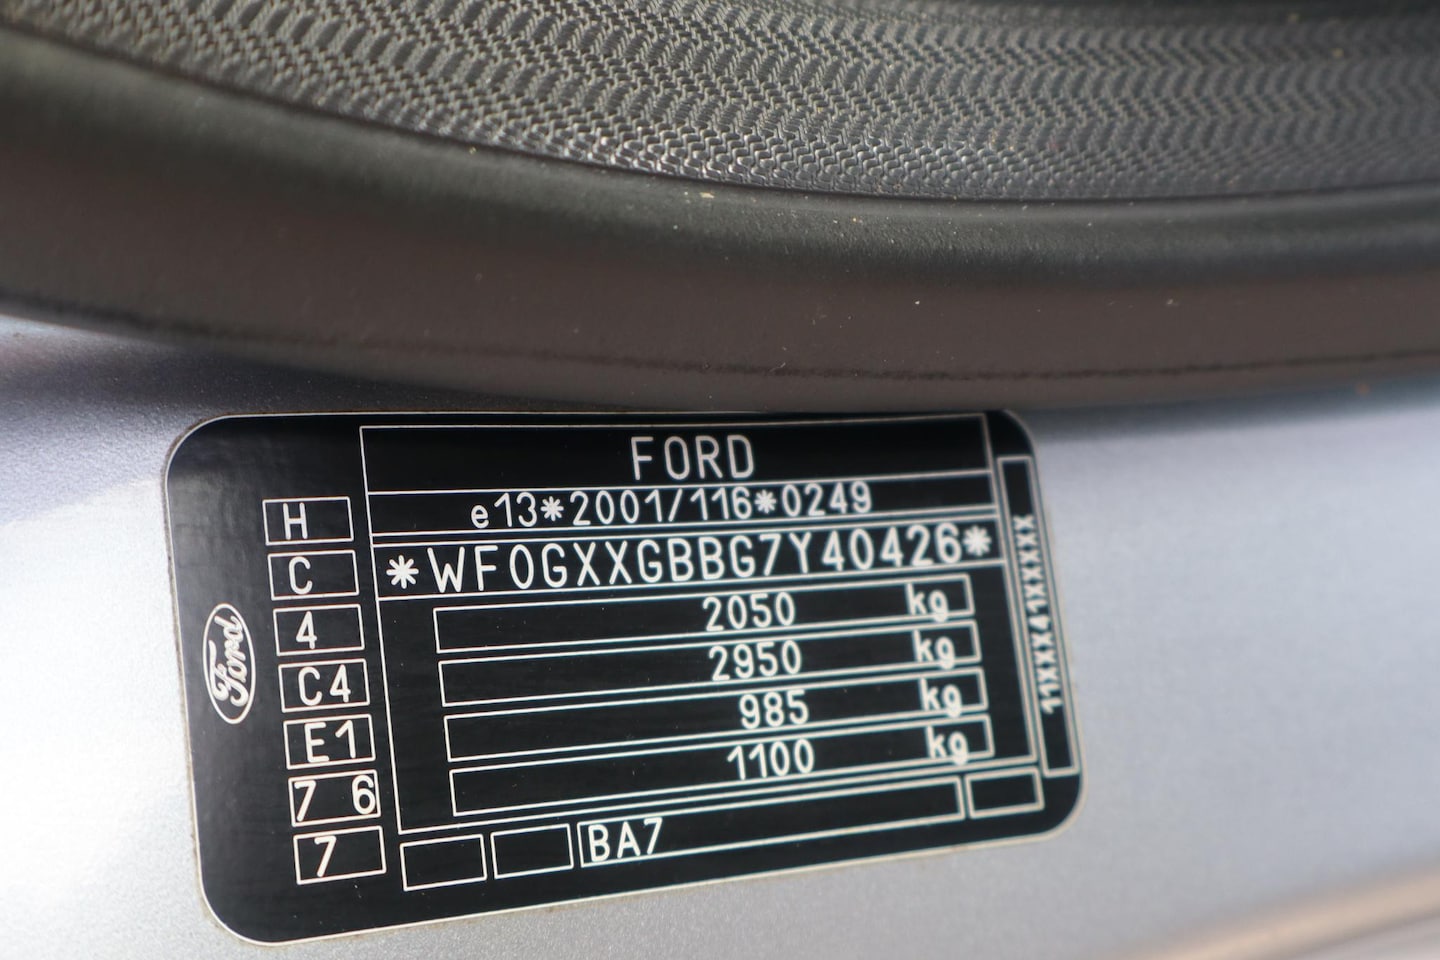 FORD
e13*2001/116*0249
*WF0GXXGBBG7Y40426*
2050 kg
2950 kg
985 kg
1100 kg
BA7
H
C
4
C4
E1
7 6
7
Ford
11XXX41XXXXX